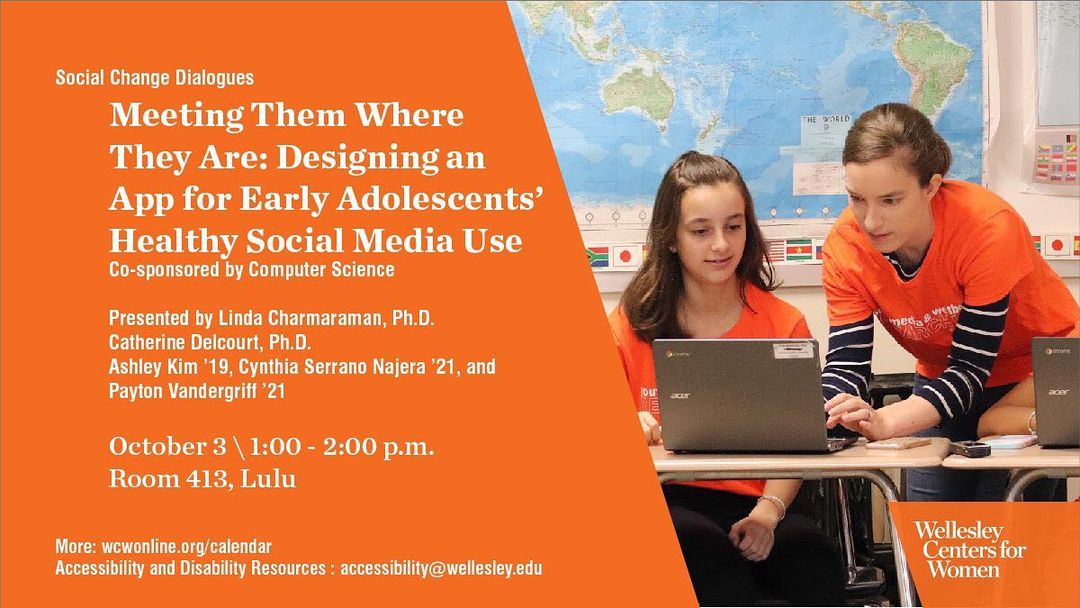 Social Change Dialogues
Meeting Them Where
They Are: Designing an
App for Early Adolescents’
Healthy Social Media Use
Co-sponsored by Computer Science
Presented by Linda Charmaraman, Ph.D.
Catherine Delcourt, Ph.D.
Ashley Kim ’19, Cynthia Serrano Najera ’21, and
Payton Vandergriff ’21
October 3 \ 1:00 - 2:00 p.m.
Room 413, Lulu
More: wcwonline.org/calendar
Accessibility and Disability Resources : accessibility@wellesley.edu
THE WORLD
media &
chrome
acer
chrome
acer
Wellesley
Centers for
Women